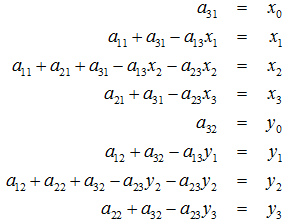 a₃₁ = x₀
a₁₁ + a₃₁ − a₁₃x₁ = x₁
a₁₁ + a₂₁ + a₃₁ − a₁₃x₂ − a₂₃x₂ = x₂
a₂₁ + a₃₁ − a₂₃x₃ = x₃
a₃₂ = y₀
a₁₂ + a₃₂ − a₁₃y₁ = y₁
a₁₂ + a₂₂ + a₃₂ − a₂₃y₂ − a₂₃y₂ = y₂
a₂₂ + a₃₂ − a₂₃y₃ = y₃